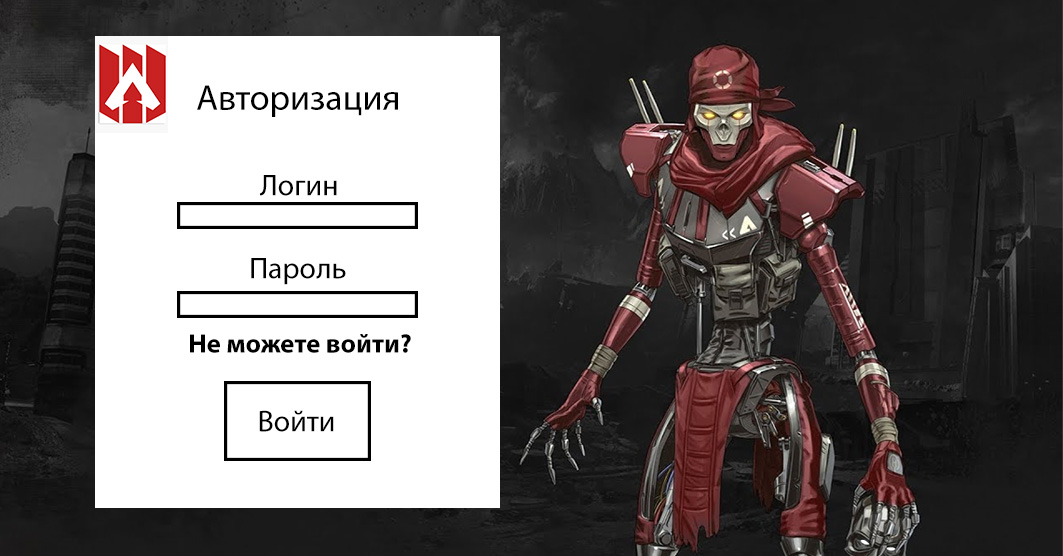 Авторизация
Логин
Пароль
Не можете войти?
Войти